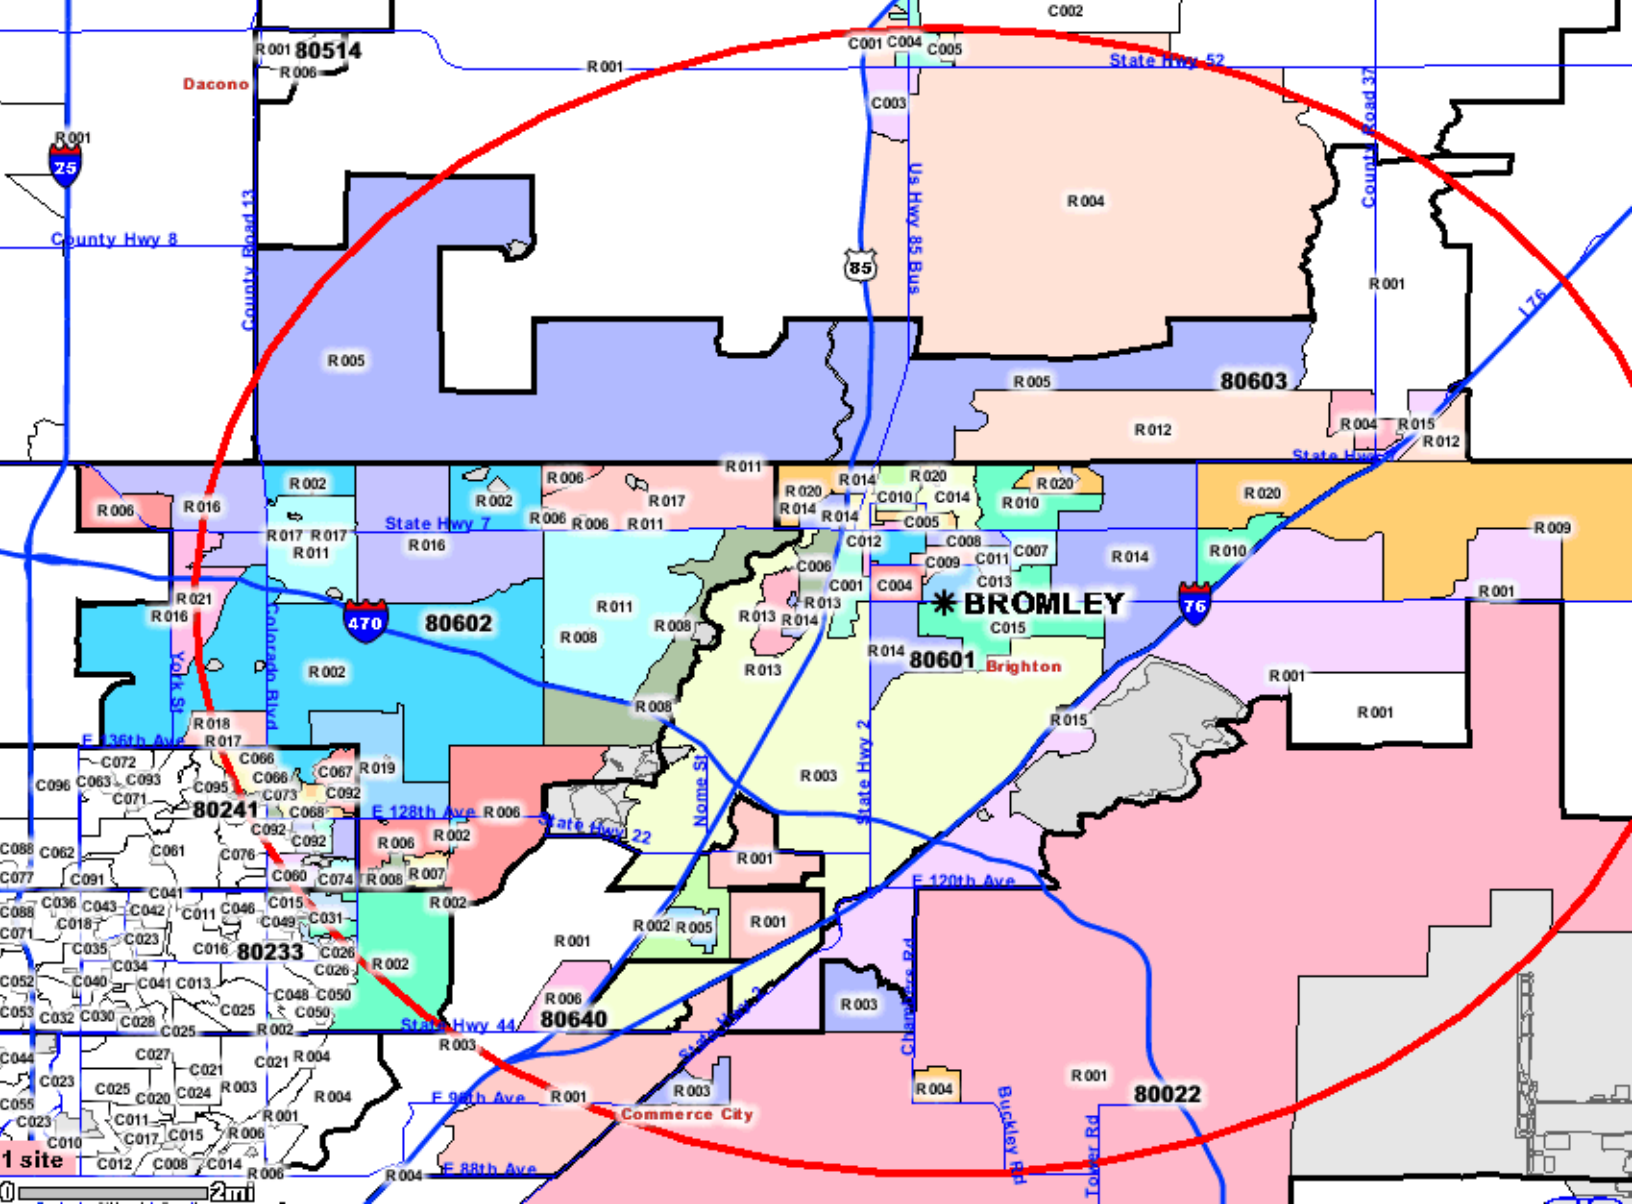 C002
R001 80514
C001 C004 C005
R006
R001
State Hwy 52
Dacono
County Road 37
C003
R001
25
County Road 13
Us Hwy 85 Bus
R004
County Hwy 8
85
R001
I 76
R005
R005
80603
R012
R004
R015
R012
State Hwy
R011
R006
R002
R002
R017
R006
R016
R020
R014
R020
C010
C014
R010
R020
R020
R014
R014
C005
State Hwy 7
R006
R006
R011
R009
R017
R017
R011
R016
C012
C008
C009
C011
C007
R014
R010
C006
C001
C004
C013
R001
R021
R016
470
80602
R011
R008
R008
R013
R013
R014
BROMLEY
76
C015
Colorado Blvd
R014
80601
Brighton
R013
York St
R002
R001
R001
R008
R015
R018
R017
E 136th Ave
State Hwy 2
Nome St
R003
C072
C066
C096
C063
C093
C066
C067
R019
C095
C073
C092
C071
80241
C068
E 128th Ave
R006
C092
State Hwy 22
C088
C062
C061
C076
C092
R006
R002
R001
C077
C091
C060
C074
R008
R007
E 120th Ave
C041
R002
C036
C043
C042
C046
C015
C088
C018
C011
C049
C031
R002
R005
R001
C071
C023
C035
C016
80233
C026
R001
C034
C026
R002
C052
C040
C041
C013
C048
C050
R006
R003
Chambers Rd
C053
C032
C030
C028
C025
C050
80640
C025
R002
State Hwy 44
State Hwy 2
R003
C044
C027
C021
R004
C021
R001
C023
C025
C020
C024
R003
R004
R003
R004
80022
E 96th Ave
R001
C055
R001
Commerce City
Buckley Rd
Tower Rd
C023
C011
C010
C017
C015
R006
1 site
C012
C008
C014
R006
R004
E 88th Ave
0
2mi